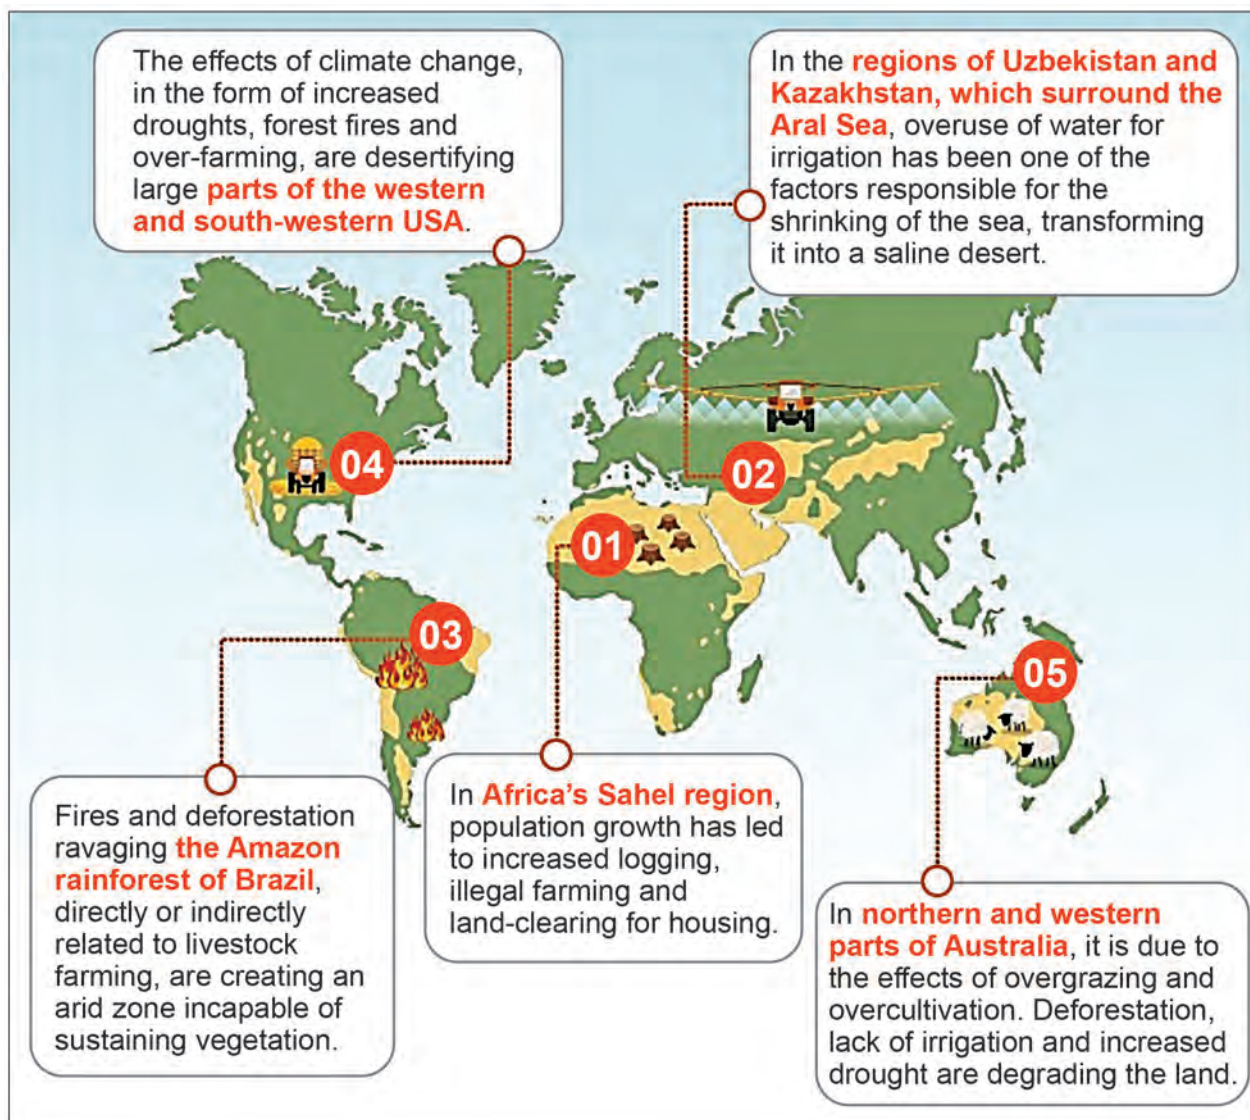 The effects of climate change,
in the form of increased
droughts, forest fires and
over-farming, are desertifying
large parts of the western
and south-western USA.
In the regions of Uzbekistan and
Kazakhstan, which surround the
Aral Sea, overuse of water for
irrigation has been one of the
factors responsible for the
shrinking of the sea, transforming
it into a saline desert.
04
02
01
03
05
Fires and deforestation
ravaging the Amazon
rainforest of Brazil,
directly or indirectly
related to livestock
farming, are creating an
arid zone incapable of
sustaining vegetation.
In Africa’s Sahel region,
population growth has led
to increased logging,
illegal farming and
land-clearing for housing.
In northern and western
parts of Australia, it is due to
the effects of overgrazing and
overcultivation. Deforestation,
lack of irrigation and increased
drought are degrading the land.